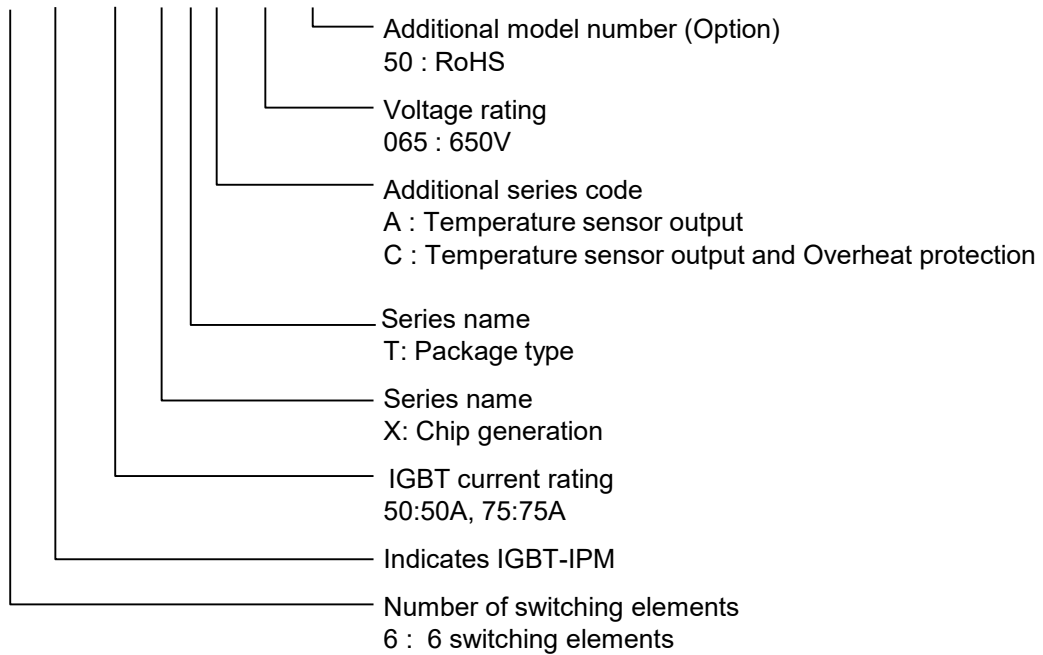 Additional model number (Option)
50 : RoHS
Voltage rating
065 : 650V
Additional series code
A : Temperature sensor output
C : Temperature sensor output and Overheat protection
Series name
T: Package type
Series name
X: Chip generation
IGBT current rating
50:50A, 75:75A
Indicates IGBT-IPM
Number of switching elements
6 : 6 switching elements